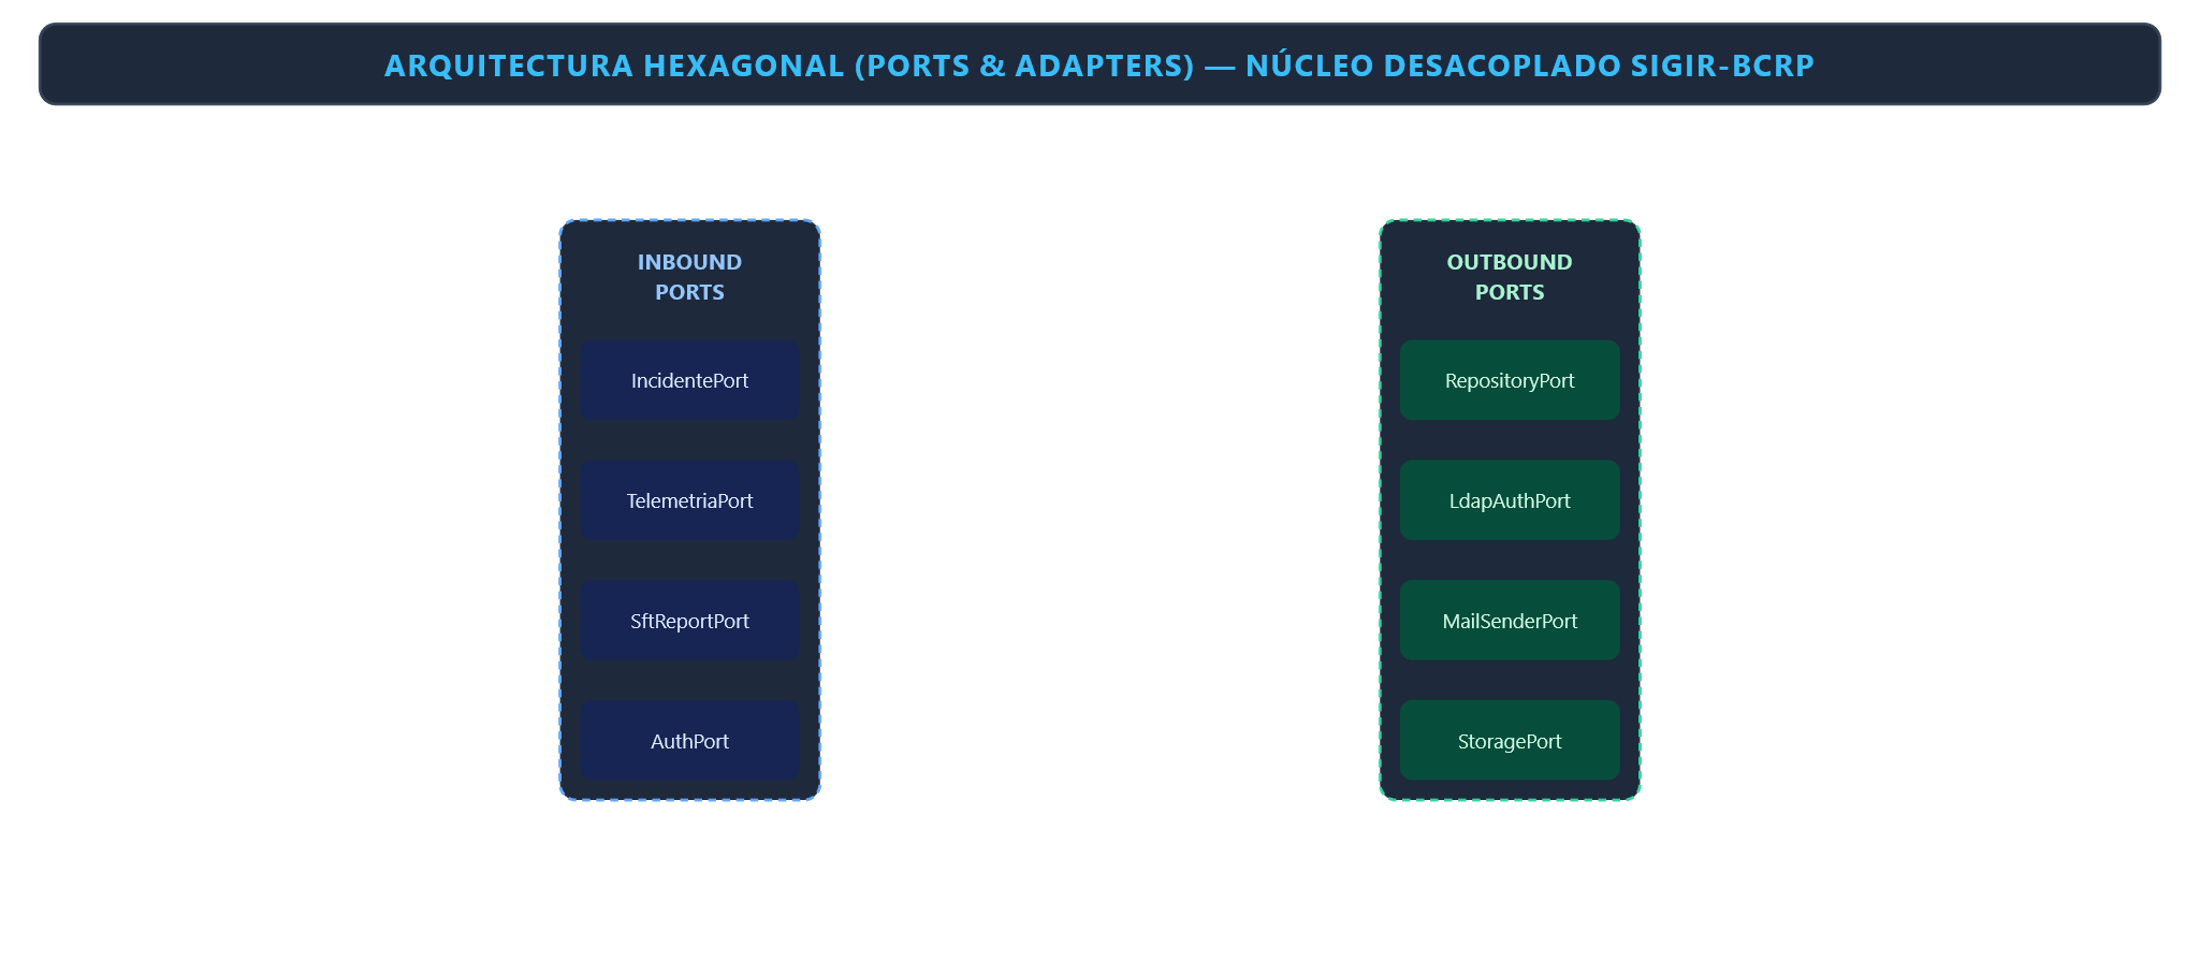 ARQUITECTURA HEXAGONAL (PORTS & ADAPTERS) — NÚCLEO DESACOPLADO SIGIR-BCRP
INBOUND
PORTS
IncidentePort
TelemetriaPort
SftReportPort
AuthPort
OUTBOUND
PORTS
RepositoryPort
LdapAuthPort
MailSenderPort
StoragePort